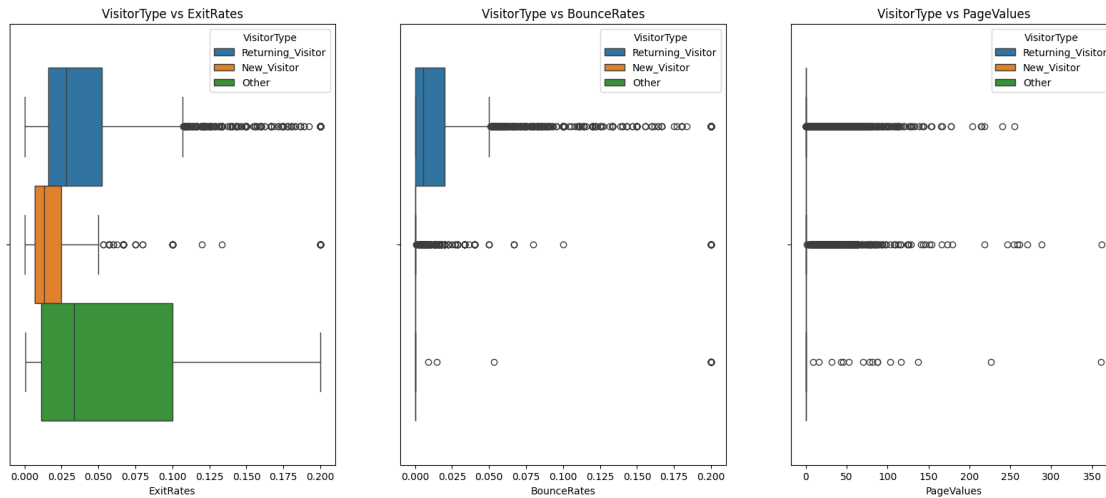 VisitorType vs ExitRates
VisitorType
Returning_Visitor
New_Visitor
Other
0.000 0.025 0.050 0.075 0.100 0.125 0.150 0.175 0.200
ExitRates
VisitorType vs BounceRates
VisitorType
Returning_Visitor
New_Visitor
Other
0.000 0.025 0.050 0.075 0.100 0.125 0.150 0.175 0.200
BounceRates
VisitorType vs PageValues
VisitorType
Returning_Visitor
New_Visitor
Other
0 50 100 150 200 250 300 350
PageValues